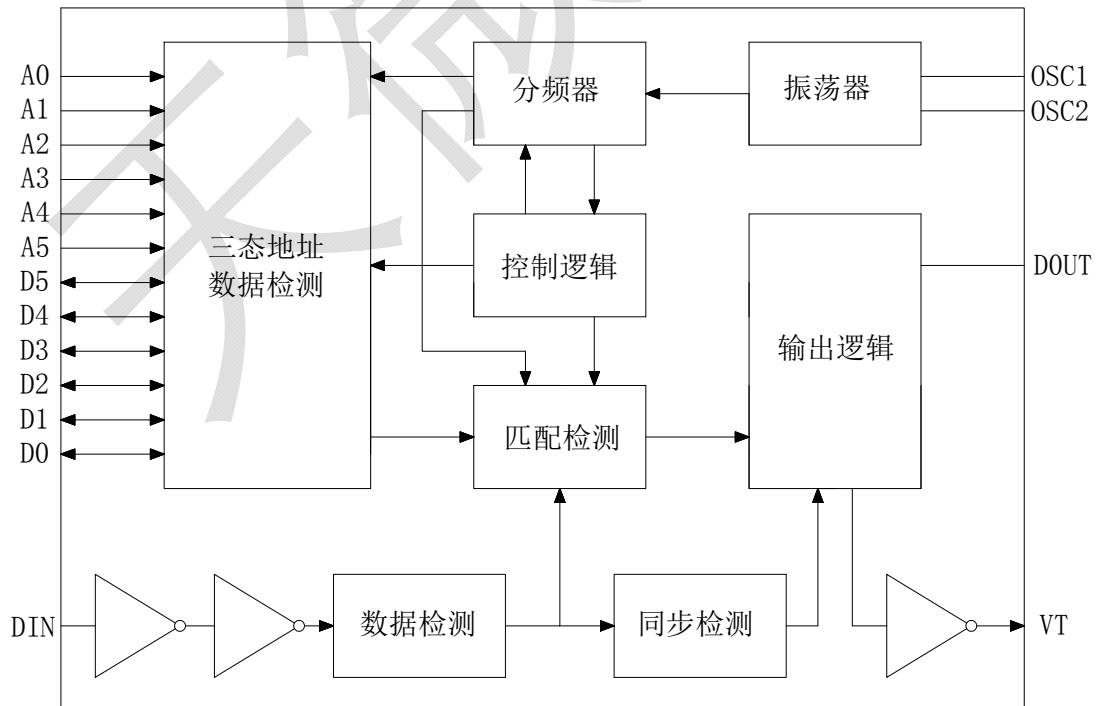 A0
A1
A2
A3
A4
A5
D5
D4
D3
D2
D1
D0
DIN
三态地址
数据检测
分频器
振荡器
控制逻辑
匹配检测
输出逻辑
数据检测
同步检测
OSC1
OSC2
DOUT
VT
天